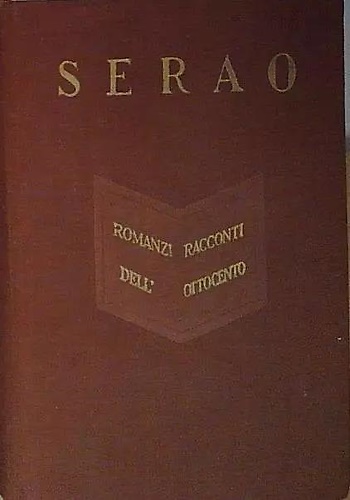 SERAO
ROMANZI RACCONTI
DELL' OTTOCENTO